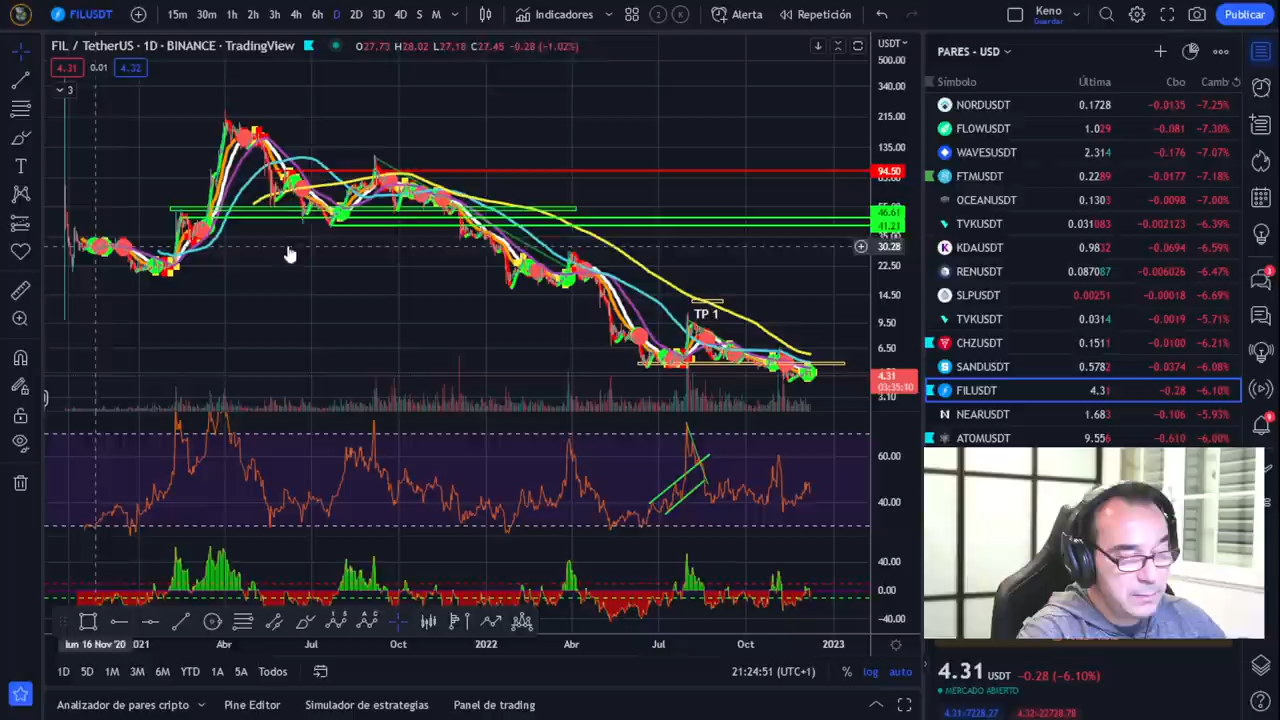 FILUSDT 15m 30m 1h 2h 3h 4h 6h D 2D 3D 4D S M Indicadores Alerta Repetición Keno Guardar Publicar
FIL / TetherUS · 1D · BINANCE · TradingView O27.73 H28.02 L27.18 C27.45 -0.28 (-1.02%) USDT
4.31 0.01 4.32
3
500.00
340.00
215.00
135.00
94.50
46.61
41.21
30.28
22.50
14.50
9.50
6.50
4.31
03:35:10
3.10
TP 1
60.00
40.00
40.00
0.00
-40.00
lun 16 Nov '20 2021 Abr Jul Oct 2022 Abr Jul Oct 2023
1D 5D 1M 3M 6M YTD 1A 5A Todos 21:24:51 (UTC+1) % log auto
Analizador de pares cripto Pine Editor Simulador de estrategias Panel de trading
PARES - USD
Símbolo Última Cbo Camb
NORDUSDT 0.1728 -0.0135 -7.25%
FLOWUSDT 1.029 -0.081 -7.30%
WAVESUSDT 2.314 -0.176 -7.07%
FTMUSDT 0.2289 -0.0177 -7.18%
OCEANUSDT 0.1303 -0.0098 -7.00%
TVKUSDT 0.031083 -0.002123 -6.39%
KDAUSDT 0.9832 -0.0694 -6.59%
RENUSDT 0.087087 -0.006026 -6.47%
SLPUSDT 0.00251 -0.00018 -6.69%
TVKUSDT 0.0314 -0.0019 -5.71%
CHZUSDT 0.1511 -0.0100 -6.21%
SANDUSDT 0.5782 -0.0374 -6.08%
FILUSDT 4.31 -0.28 -6.10%
NEARUSDT 1.683 -0.106 -5.93%
ATOMUSDT 9.556 -0.610 -6.00%
4.31 USDT -0.28 (-6.10%)
MERCADO ABIERTO
4.31×7228.27 4.32×22728.78